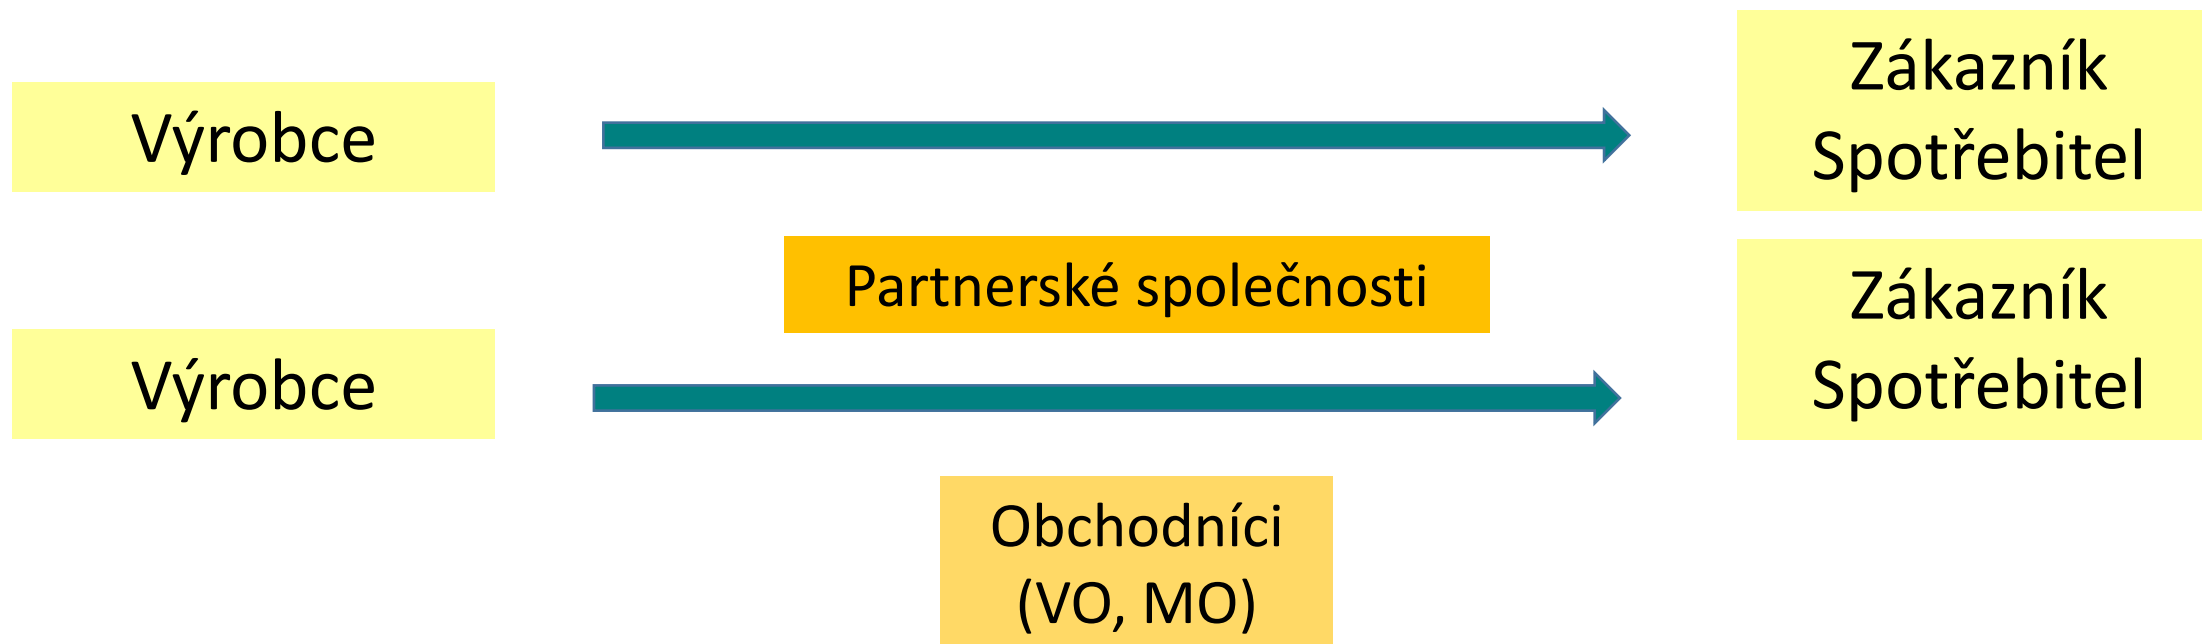 Výrobce
Zákazník
Spotřebitel
Partnerské společnosti
Výrobce
Zákazník
Spotřebitel
Obchodníci
(VO, MO)